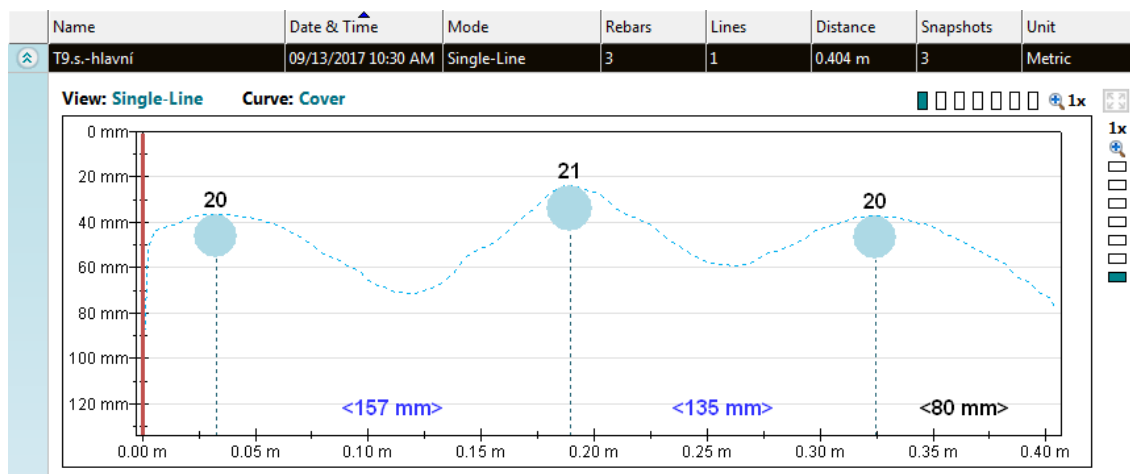 Name Date & Time Mode Rebars Lines Distance Snapshots Unit
T9.s.-hlavní 09/13/2017 10:30 AM Single-Line 3 1 0.404 m 3 Metric
View: Single-Line Curve: Cover 1x
1x
0 mm
20 mm
40 mm
60 mm
80 mm
100 mm
120 mm
20 21 20
<157 mm> <135 mm> <80 mm>
0.00 m 0.05 m 0.10 m 0.15 m 0.20 m 0.25 m 0.30 m 0.35 m 0.40 m